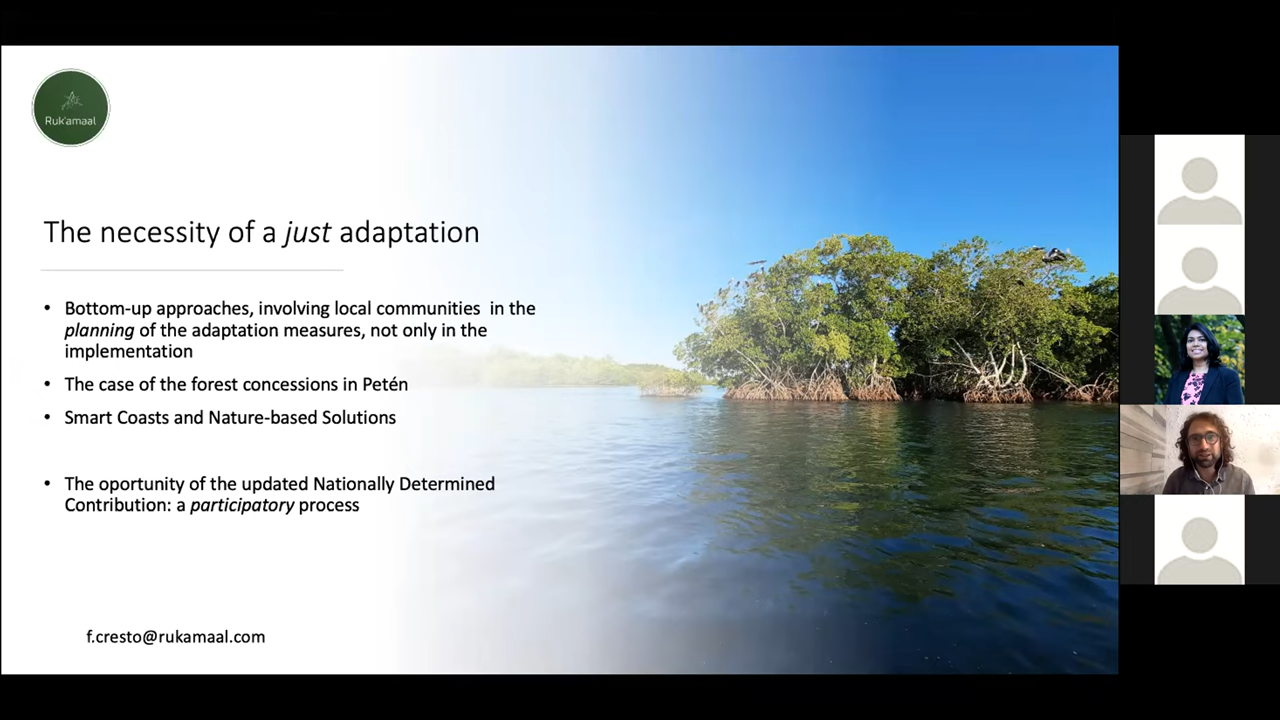 Ruk'amaal
The necessity of a just adaptation
• Bottom-up approaches, involving local communities in the
planning of the adaptation measures, not only in the
implementation
• The case of the forest concessions in Petén
• Smart Coasts and Nature-based Solutions
• The oportunity of the updated Nationally Determined
Contribution: a participatory process
f.cresto@rukamaal.com